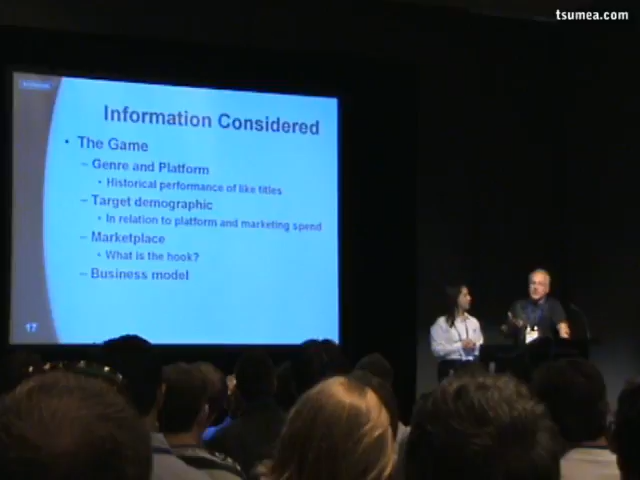 tsumea.com
Information Considered
• The Game
– Genre and Platform
• Historical performance of like titles
– Target demographic
• In relation to platform and marketing spend
– Marketplace
• What is the hook?
– Business model
17